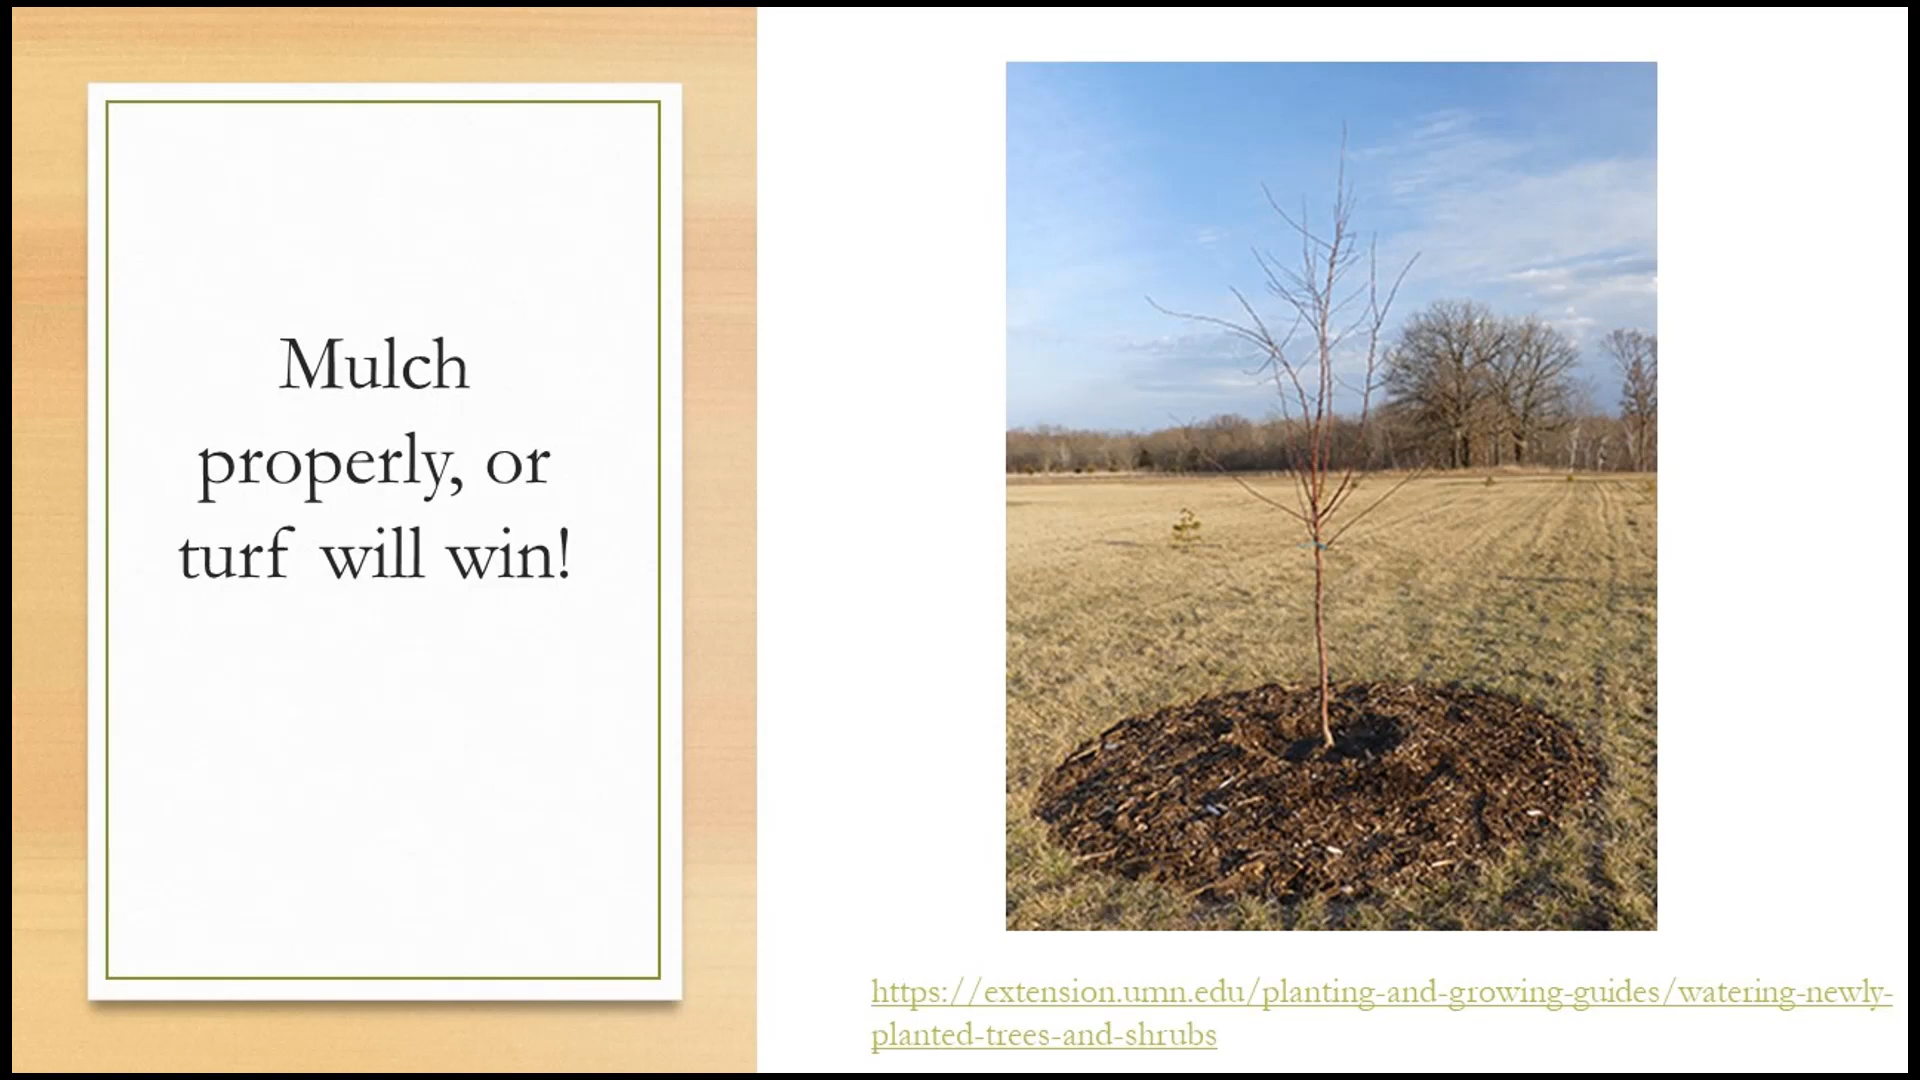 Mulch
properly, or
turf will win!
https://extension.umn.edu/planting-and-growing-guides/watering-newly-
planted-trees-and-shrubs